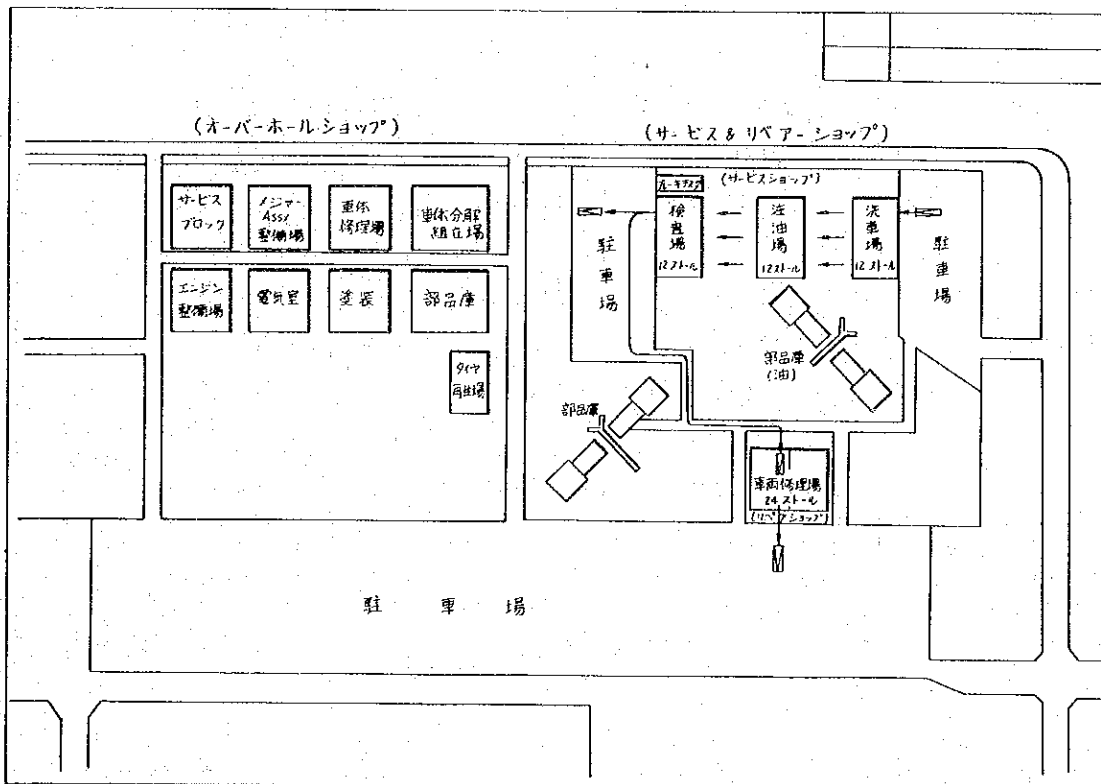 (オーバーホールショップ)
(サービス & リペアーショップ)
サービス
ブロック
メジャー
Ass'y
整備場
車体
修理場
車体分解
組立場
エンジン
整備場
電気室
塗装
部品庫
タイヤ
再生場
駐車場
ブレーキテスタ
(サービスショップ)
検査場
12ストール
注油場
12ストール
洗車場
12ストール
駐車場
部品庫
(油)
部品庫
車両修理場
24ストール
(リペアショップ)
駐車場